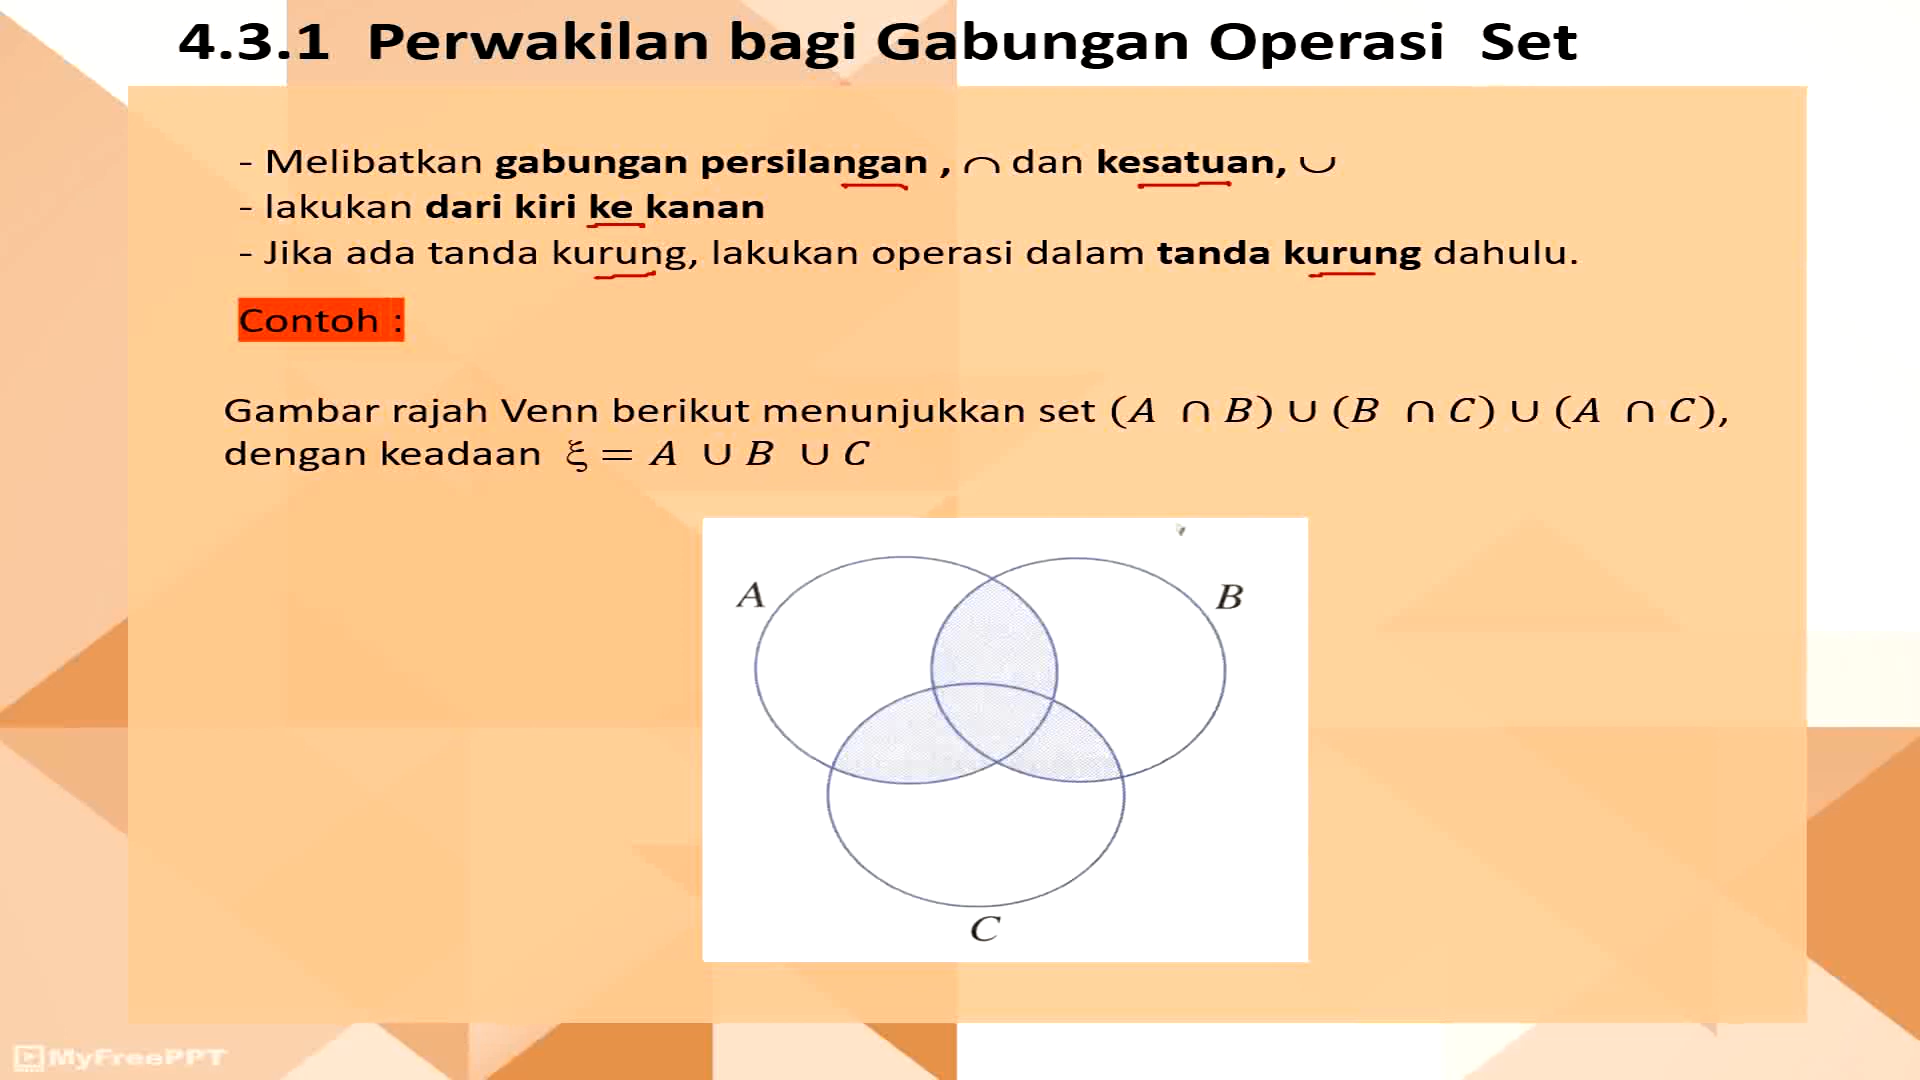 4.3.1 Perwakilan bagi Gabungan Operasi Set
- Melibatkan gabungan persilangan , ∩ dan kesatuan, ∪
- lakukan dari kiri ke kanan
- Jika ada tanda kurung, lakukan operasi dalam tanda kurung dahulu.
Contoh :
Gambar rajah Venn berikut menunjukkan set (A ∩ B) ∪ (B ∩ C) ∪ (A ∩ C),
dengan keadaan ξ = A ∪ B ∪ C
A
B
C
MyFreePPT